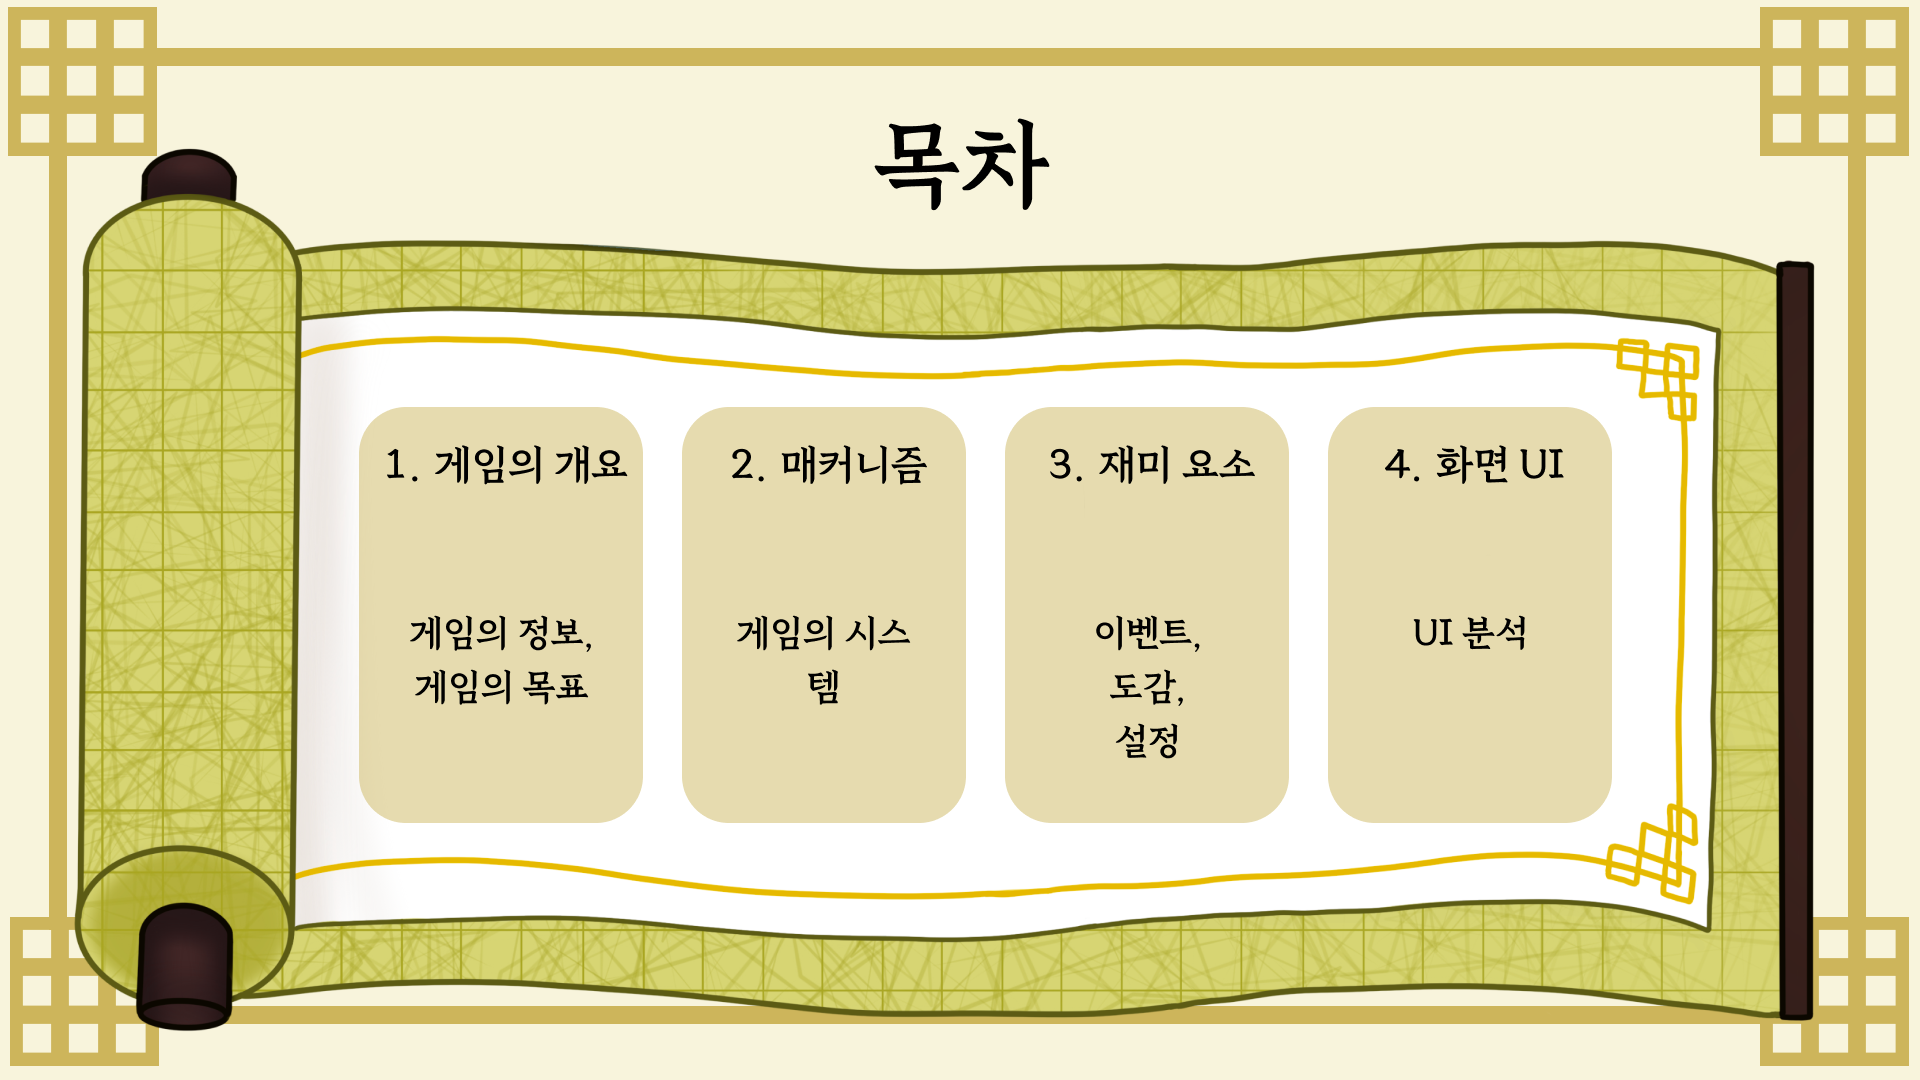 목차
1. 게임의 개요
게임의 정보,
게임의 목표
2. 매커니즘
게임의 시스
템
3. 재미 요소
이벤트,
도감,
설정
4. 화면 UI
UI 분석